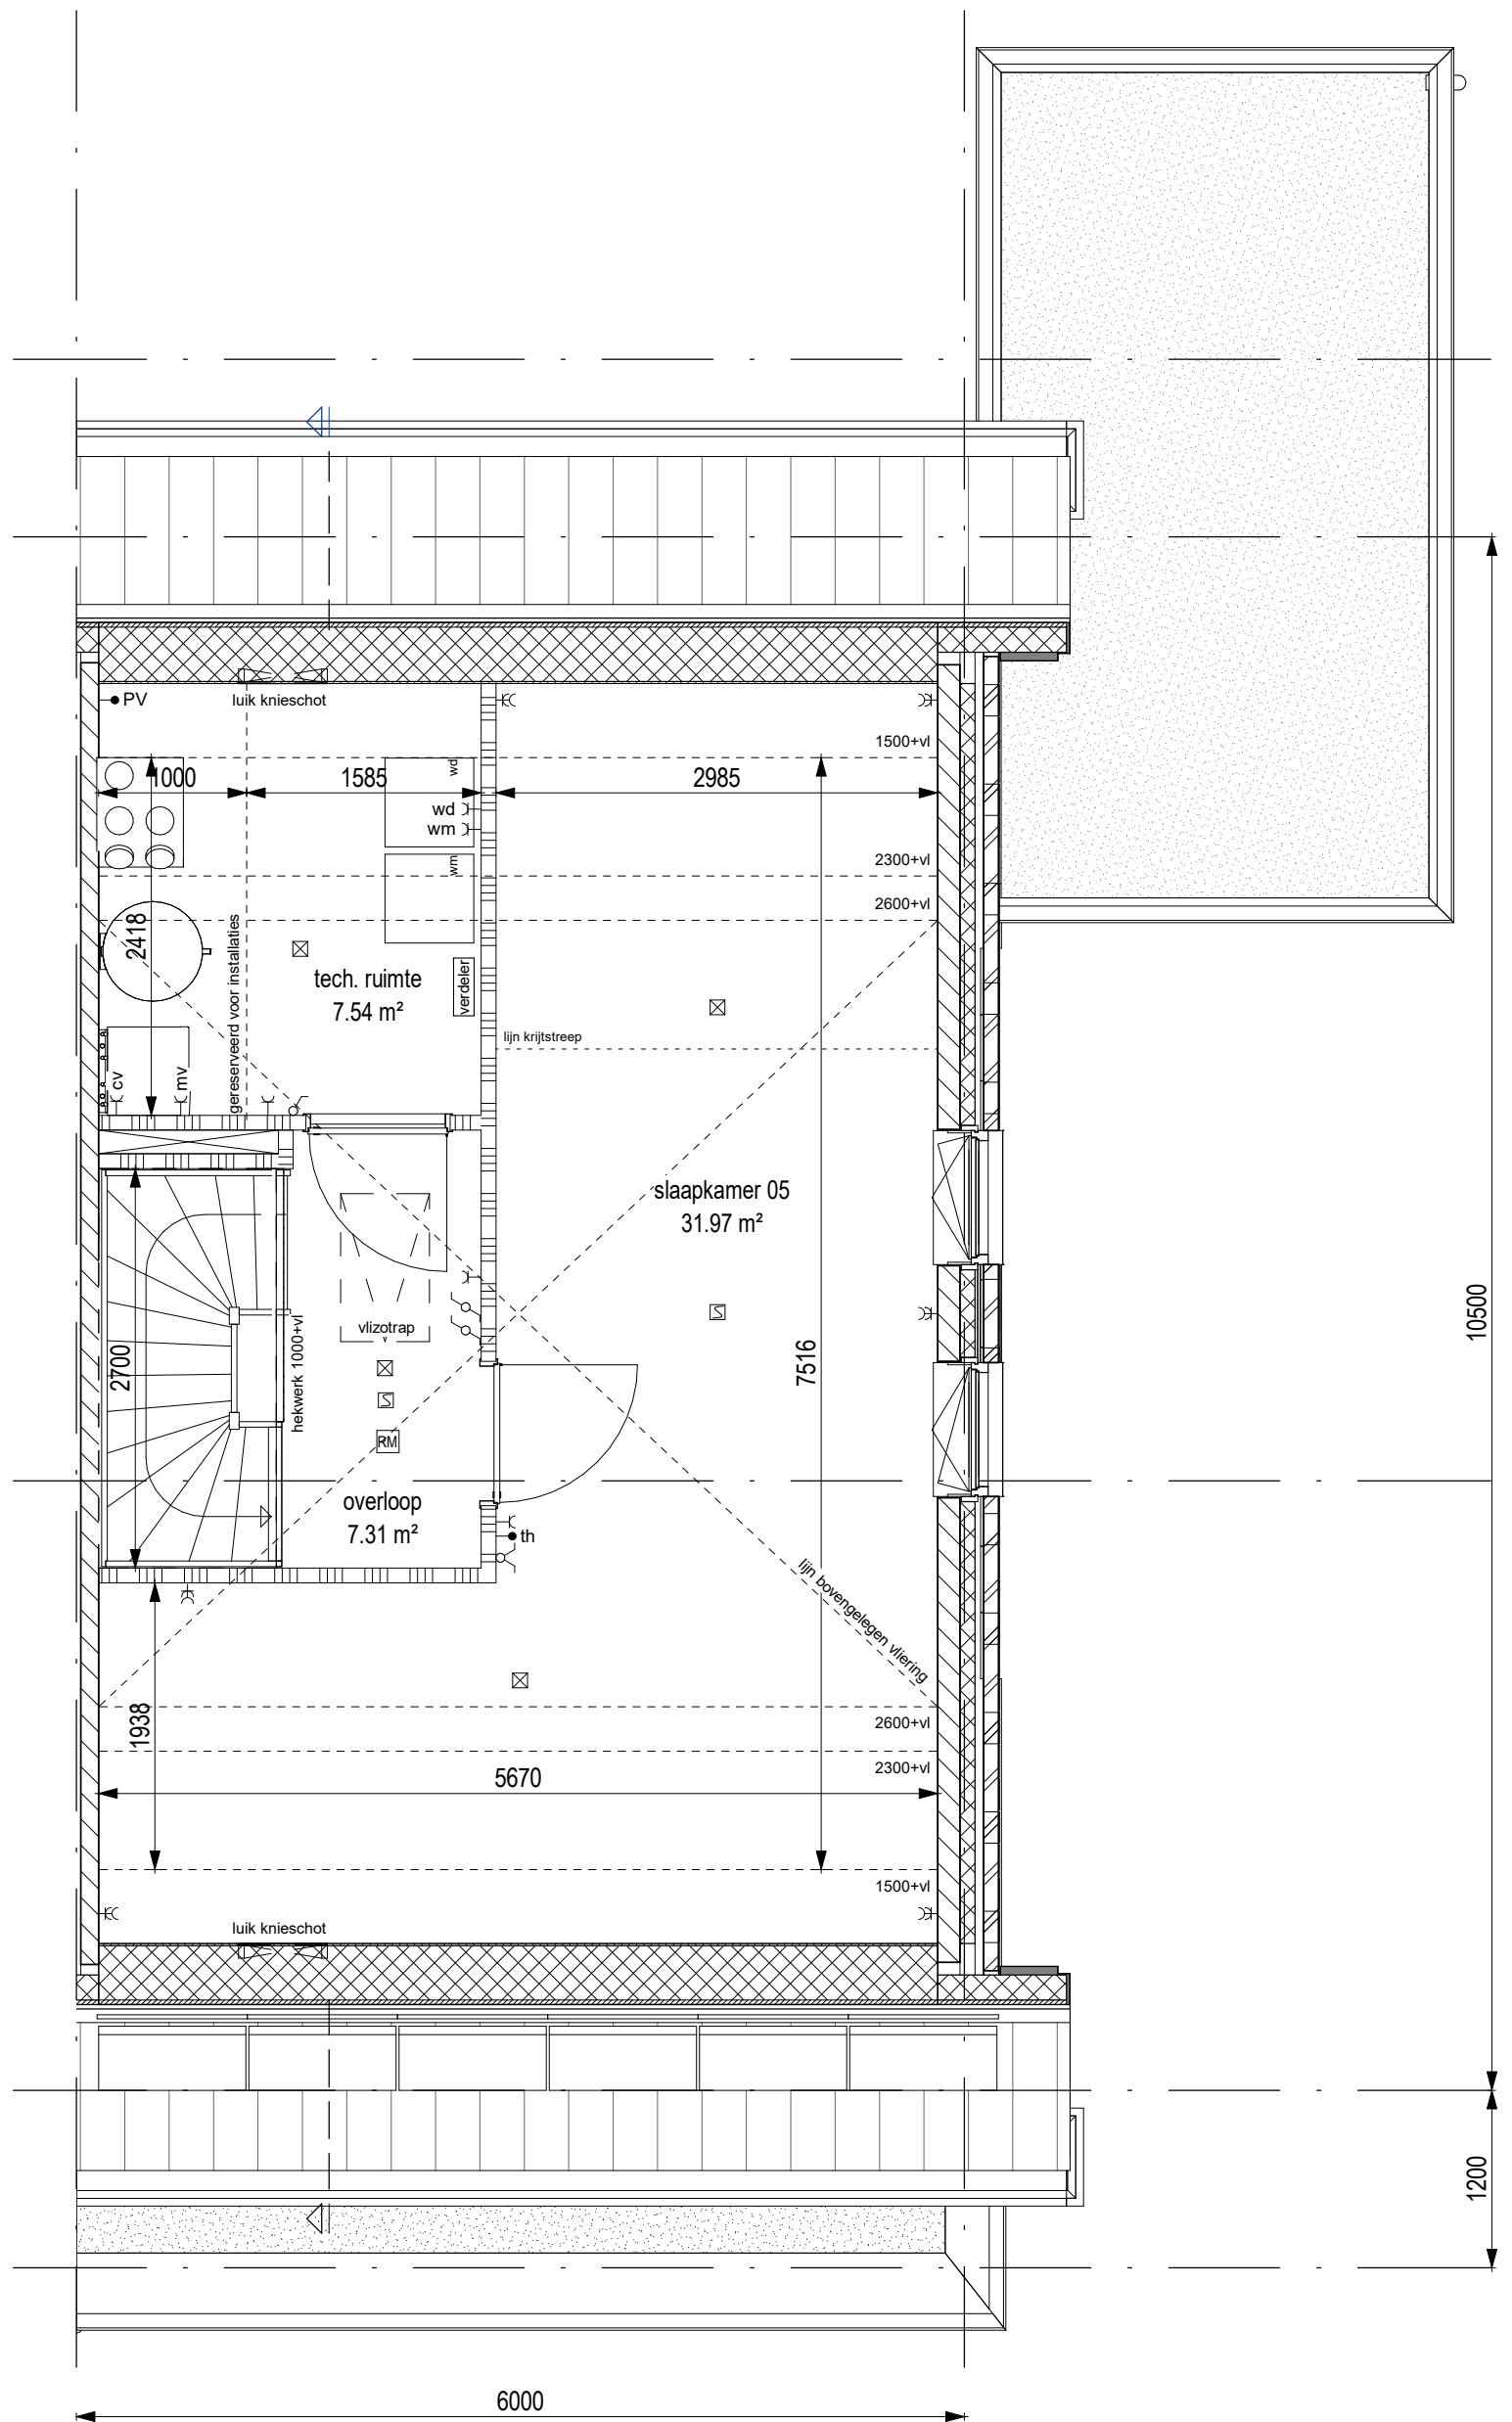 PV
luik knieschot
1500+vl
1000
1585
2985
wd
wd
wm
wm
2300+vl
2600+vl
2418
gereserveerd voor installaties
tech. ruimte
7.54 m²
verdeler
lijn krijtstreep
cv
mv
slaapkamer 05
31.97 m²
10500
vlizotrap
hekwerk 1000+vl
2700
7516
RM
overloop
7.31 m²
th
lijn bovengelegen vliering
1938
2600+vl
2300+vl
5670
1500+vl
luik knieschot
1200
6000